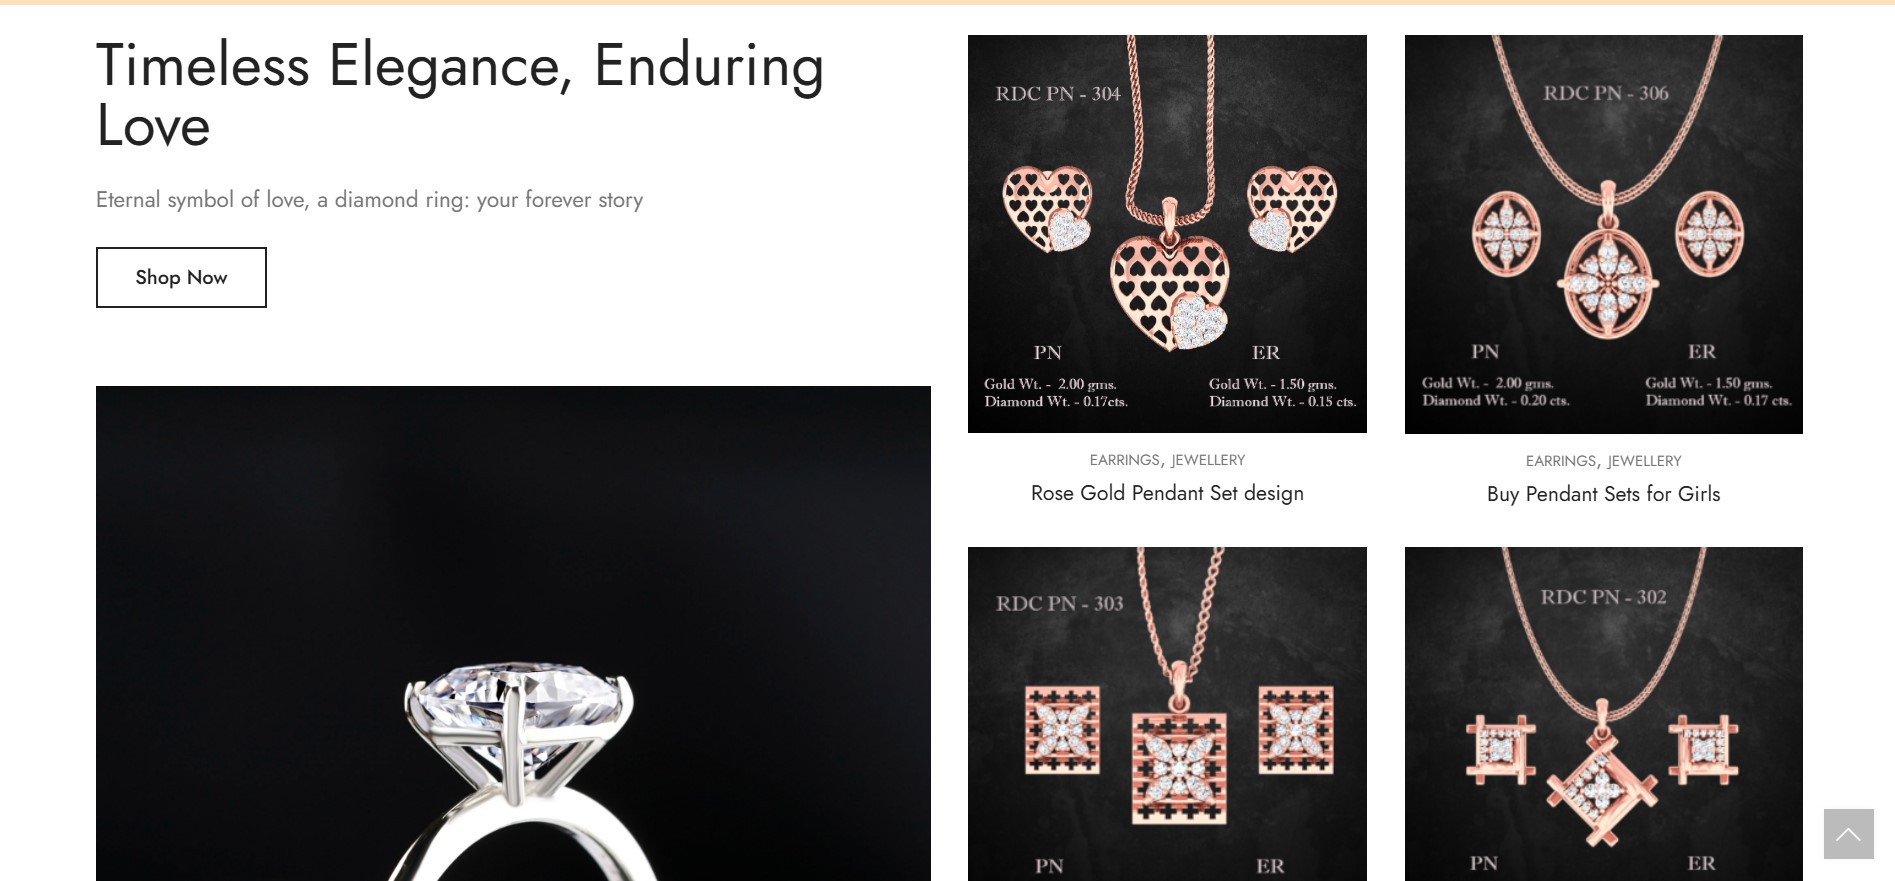 Timeless Elegance, Enduring
Love
Eternal symbol of love, a diamond ring: your forever story
Shop Now
RDC PN - 304
PN
ER
Gold Wt. - 2.00 gms.
Diamond Wt. - 0.17cts.
Gold Wt. - 1.50 gms.
Diamond Wt. - 0.15 cts.
EARRINGS, JEWELLERY
Rose Gold Pendant Set design
RDC PN - 306
PN
ER
Gold Wt. - 2.00 gms.
Diamond Wt. - 0.20 cts.
Gold Wt. - 1.50 gms.
Diamond Wt. - 0.17 cts.
EARRINGS, JEWELLERY
Buy Pendant Sets for Girls
RDC PN - 303
PN
ER
RDC PN - 302
PN
ER